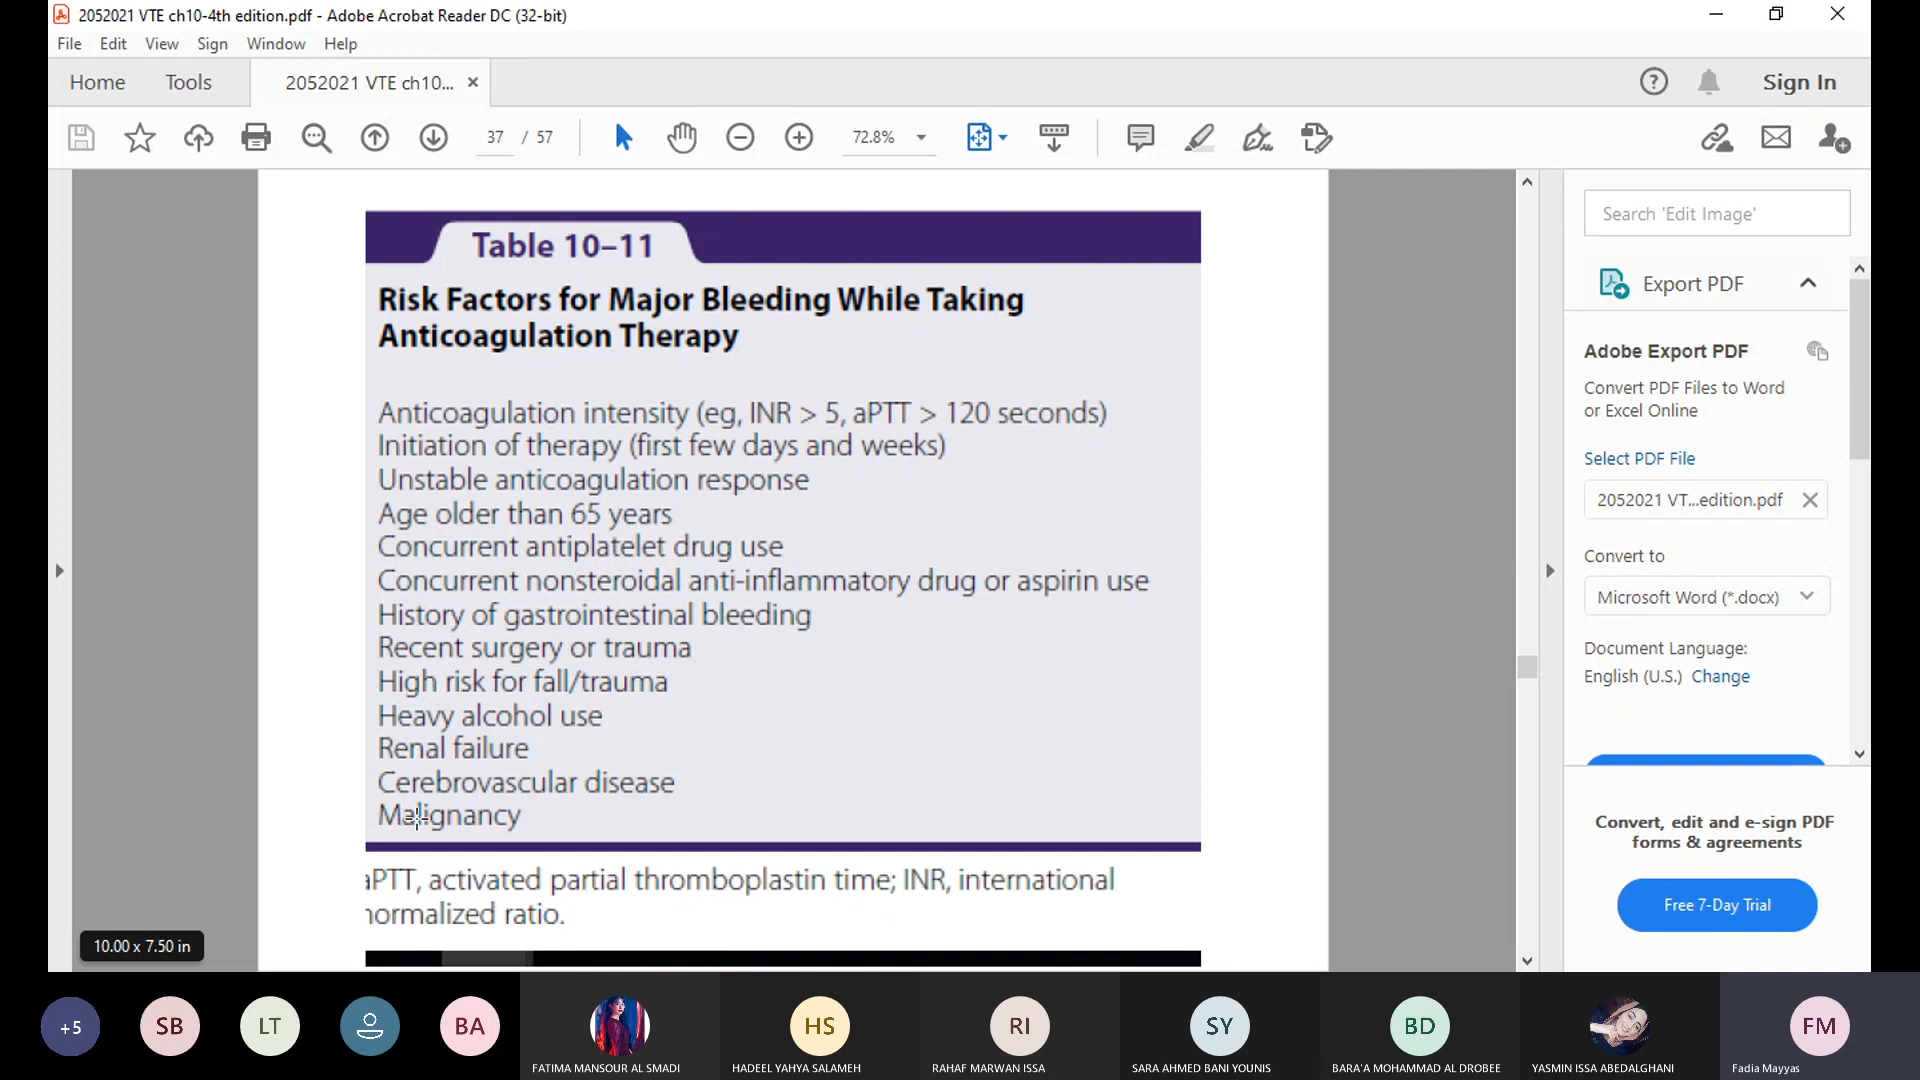 2052021 VTE ch10-4th edition.pdf - Adobe Acrobat Reader DC (32-bit)
File Edit View Sign Window Help
Home Tools 2052021 VTE ch10... Sign In
37 / 57 72.8%
Table 10–11
Risk Factors for Major Bleeding While Taking
Anticoagulation Therapy
Anticoagulation intensity (eg, INR > 5, aPTT > 120 seconds)
Initiation of therapy (first few days and weeks)
Unstable anticoagulation response
Age older than 65 years
Concurrent antiplatelet drug use
Concurrent nonsteroidal anti-inflammatory drug or aspirin use
History of gastrointestinal bleeding
Recent surgery or trauma
High risk for fall/trauma
Heavy alcohol use
Renal failure
Cerebrovascular disease
Malignancy
aPTT, activated partial thromboplastin time; INR, international
normalized ratio.
10.00 x 7.50 in
Search 'Edit Image'
Export PDF
Adobe Export PDF
Convert PDF Files to Word
or Excel Online
Select PDF File
2052021 VT...edition.pdf
Convert to
Microsoft Word (*.docx)
Document Language:
English (U.S.) Change
Convert, edit and e-sign PDF
forms & agreements
Free 7-Day Trial
+5 SB LT BA HS RI SY BD FM
FATIMA MANSOUR AL SMADI HADEEL YAHYA SALAMEH RAHAF MARWAN ISSA SARA AHMED BANI YOUNIS BARA'A MOHAMMAD AL DROBEE YASMIN ISSA ABEDALGHANI Fadia Mayyas